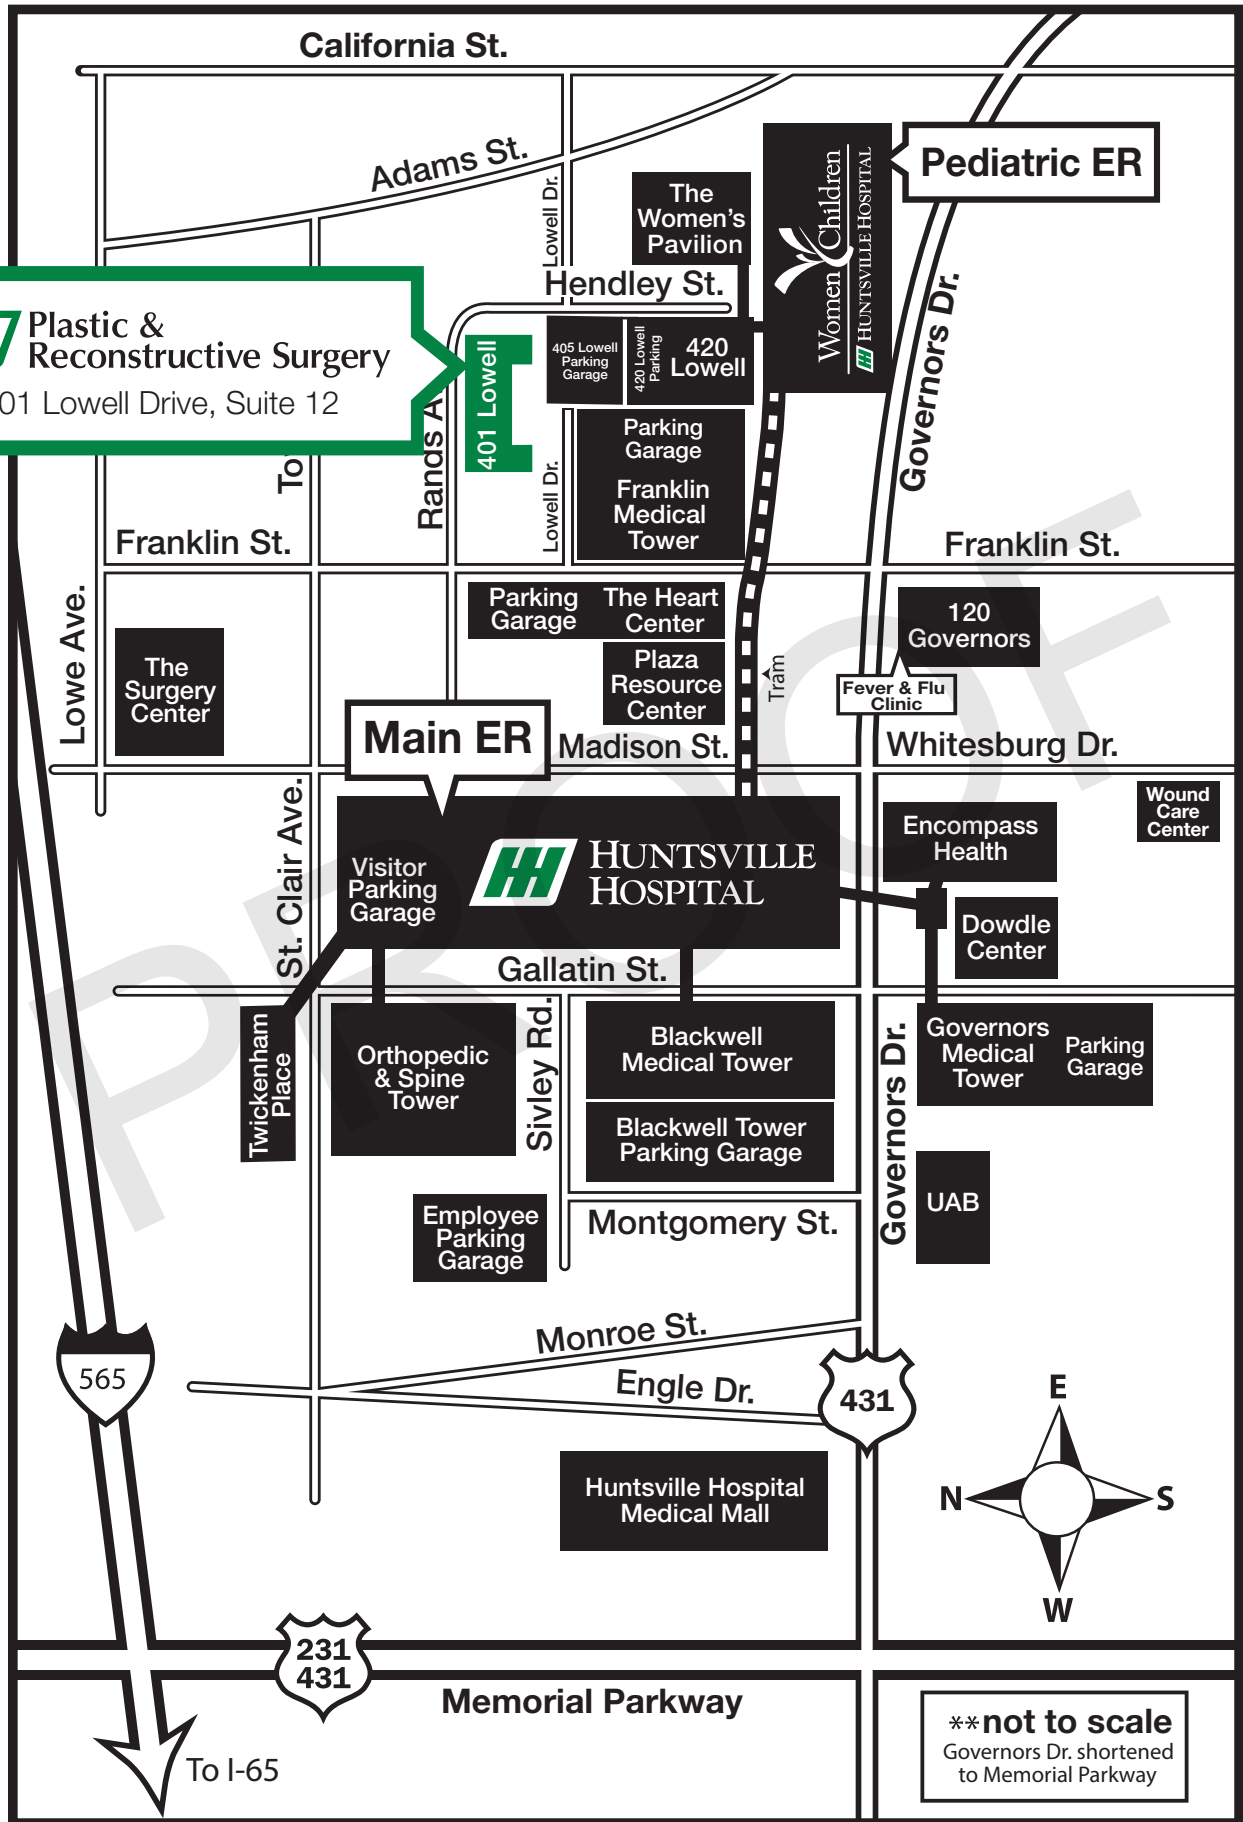 California St.
Adams St.
Lowell Dr.
The
Women's
Pavilion
Women Children
HUNTSVILLE HOSPITAL
Pediatric ER
Hendley St.
Governors Dr.
Plastic &
Reconstructive Surgery
01 Lowell Drive, Suite 12
401 Lowell
405 Lowell
Parking
Garage
420 Lowell
Parking
420
Lowell
Rands
Lowell Dr.
Parking
Garage
Franklin
Medical
Tower
Franklin St.
Franklin St.
Lowe Ave.
The
Surgery
Center
Parking
Garage
The Heart
Center
Plaza
Resource
Center
Tram
120
Governors
Fever & Flu
Clinic
Main ER
Madison St.
Whitesburg Dr.
St. Clair Ave.
Visitor
Parking
Garage
HUNTSVILLE
HOSPITAL
Encompass
Health
Wound
Care
Center
Dowdle
Center
Gallatin St.
Twickenham
Place
Orthopedic
& Spine
Tower
Sivley Rd.
Blackwell
Medical Tower
Blackwell Tower
Parking Garage
Governors Dr.
Governors
Medical
Tower
Parking
Garage
UAB
Employee
Parking
Garage
Montgomery St.
Monroe St.
Engle Dr.
565
431
Huntsville Hospital
Medical Mall
E
N
S
W
231
431
Memorial Parkway
To I-65
**not to scale
Governors Dr. shortened
to Memorial Parkway
PROOF